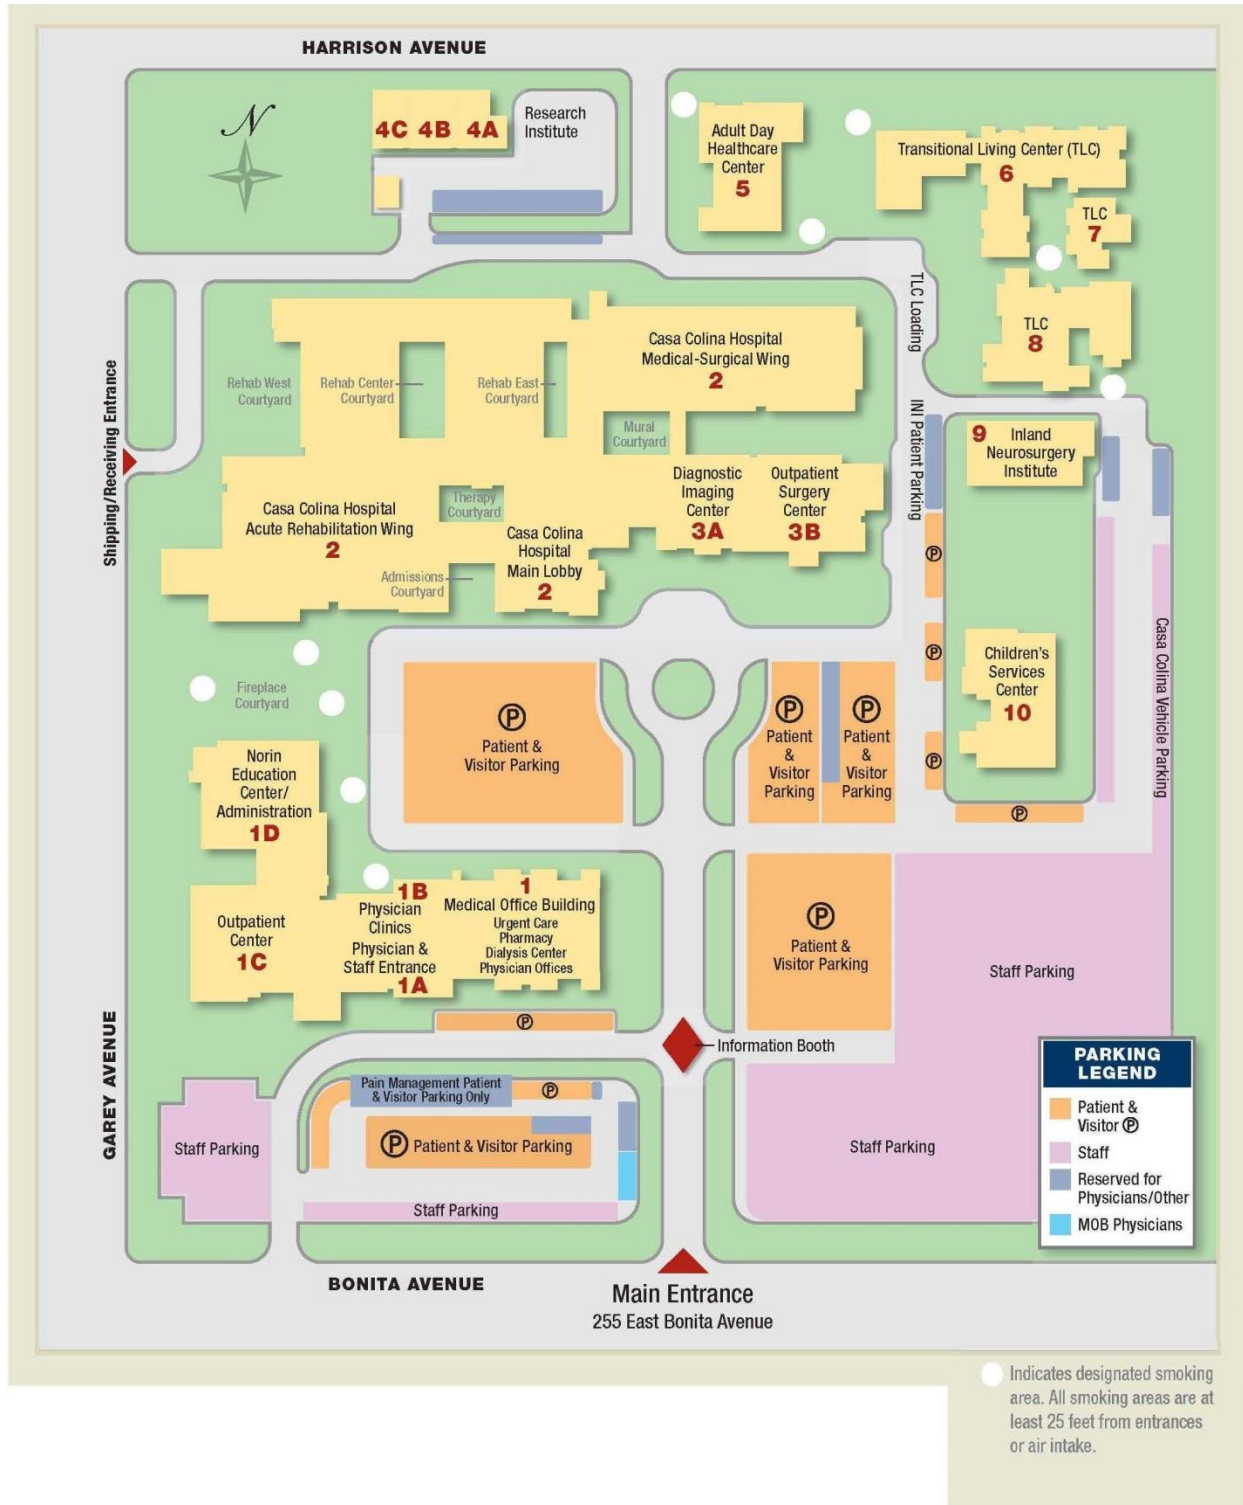 HARRISON AVENUE
N
4C 4B 4A
Research
Institute
Adult Day
Healthcare
Center
5
Transitional Living Center (TLC)
6
TLC
7
TLC
8
TLC Loading
Casa Colina Hospital
Medical-Surgical Wing
2
Rehab West
Courtyard
Rehab Center
Courtyard
Rehab East
Courtyard
Mural
Courtyard
Shipping/Receiving Entrance
INI Patient Parking
9 Inland
Neurosurgery
Institute
Diagnostic
Imaging
Center
3A
Outpatient
Surgery
Center
3B
Casa Colina Hospital
Acute Rehabilitation Wing
2
Therapy
Courtyard
Casa Colina
Hospital
Main Lobby
2
Admissions
Courtyard
P
P
P
P
Children's
Services
Center
10
Casa Colina Vehicle Parking
Fireplace
Courtyard
P
Patient &
Visitor Parking
P
Patient
&
Visitor
Parking
P
Patient
&
Visitor
Parking
Norin
Education
Center/
Administration
1D
1B
Physician
Clinics
Physician &
Staff Entrance
1A
1
Medical Office Building
Urgent Care
Pharmacy
Dialysis Center
Physician Offices
Outpatient
Center
1C
P
Patient &
Visitor Parking
Staff Parking
P
Information Booth
GAREY AVENUE
Pain Management Patient
& Visitor Parking Only
P
P Patient & Visitor Parking
Staff Parking
Staff Parking
Staff Parking
PARKING
LEGEND
Patient &
Visitor P
Staff
Reserved for
Physicians/Other
MOB Physicians
BONITA AVENUE
Main Entrance
255 East Bonita Avenue
Indicates designated smoking
area. All smoking areas are at
least 25 feet from entrances
or air intake.